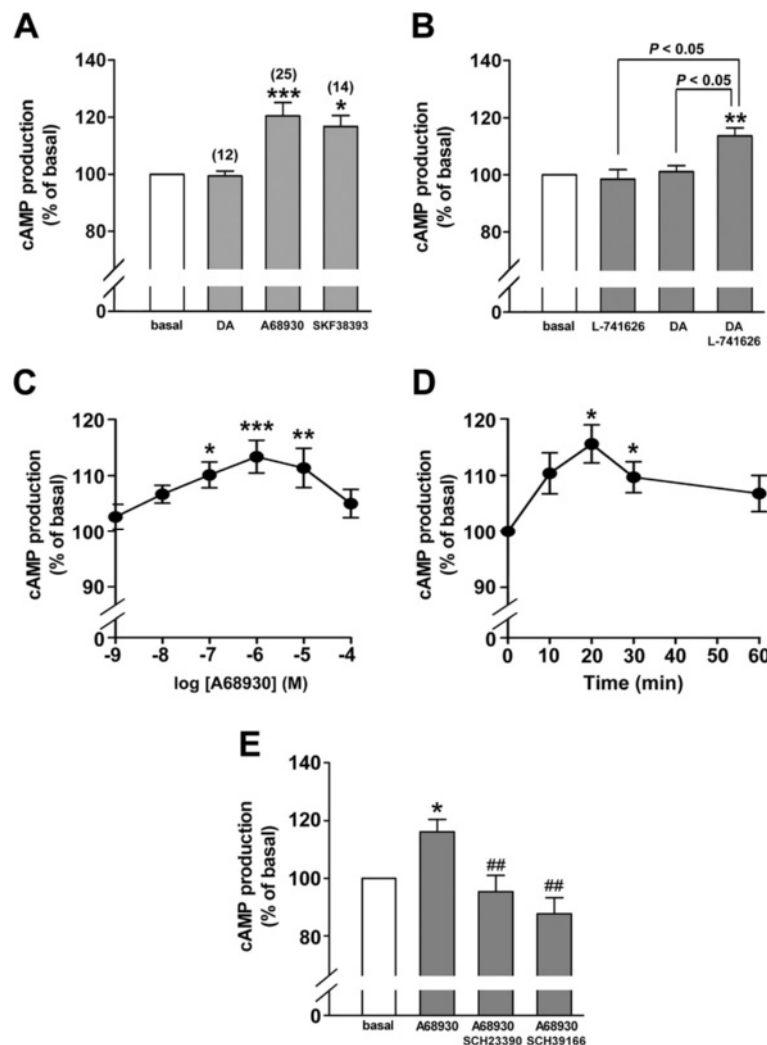 A
cAMP production
(% of basal)
140
120
100
80
0
(12)
(25)
***
(14)
*
basal
DA
A68930
SKF38393
B
cAMP production
(% of basal)
140
120
100
80
0
P < 0.05
P < 0.05
**
basal
L-741626
DA
DA
L-741626
C
cAMP production
(% of basal)
120
110
100
90
0
*
***
**
-9
-8
-7
-6
-5
-4
log [A68930] (M)
D
cAMP production
(% of basal)
120
110
100
90
0
*
*
0
10
20
30
40
50
60
Time (min)
E
cAMP production
(% of basal)
140
120
100
80
0
*
##
##
basal
A68930
A68930
SCH23390
A68930
SCH39166